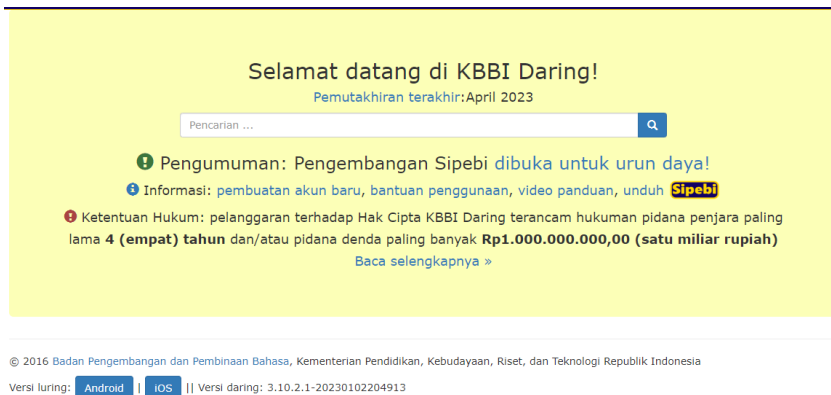 Selamat datang di KBBI Daring!
Pemutakhiran terakhir:April 2023
Pencarian ...
Pengumuman: Pengembangan Sipebi dibuka untuk urun daya!
Informasi: pembuatan akun baru, bantuan penggunaan, video panduan, unduh Sipebi
Ketentuan Hukum: pelanggaran terhadap Hak Cipta KBBI Daring terancam hukuman pidana penjara paling
lama 4 (empat) tahun dan/atau pidana denda paling banyak Rp1.000.000.000,00 (satu miliar rupiah)
Baca selengkapnya »
© 2016 Badan Pengembangan dan Pembinaan Bahasa, Kementerian Pendidikan, Kebudayaan, Riset, dan Teknologi Republik Indonesia
Versi luring: Android | iOS || Versi daring: 3.10.2.1-20230102204913